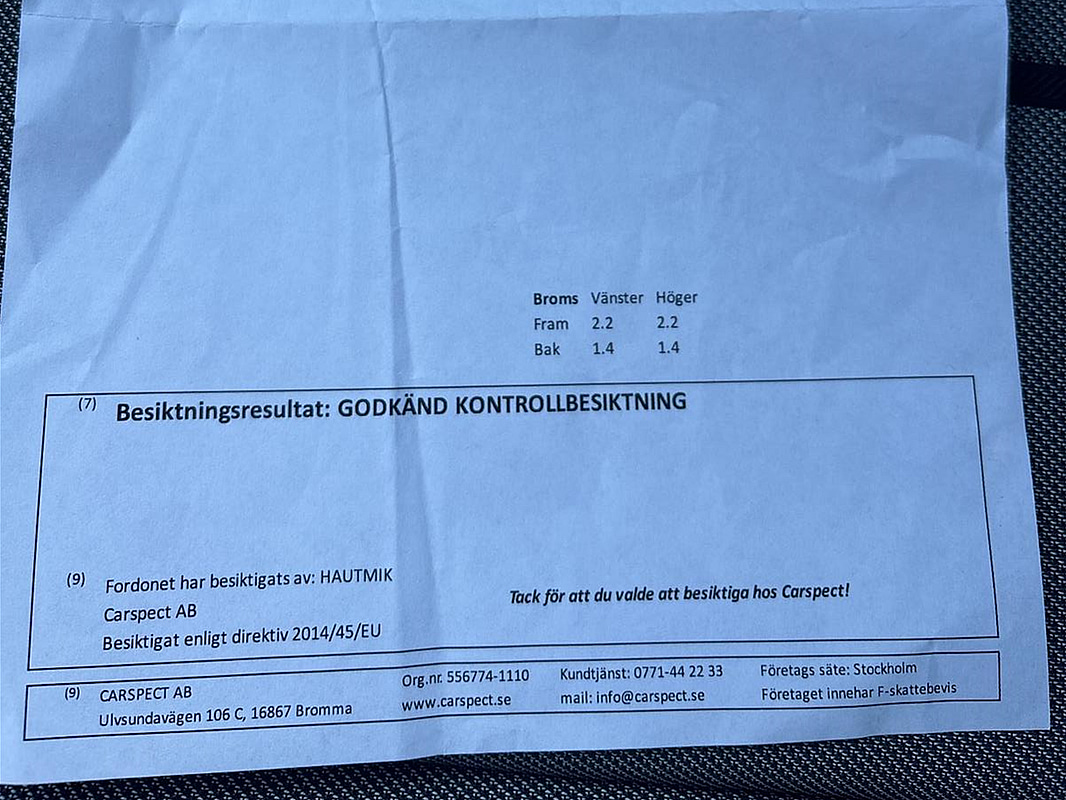 Broms Vänster Höger
Fram 2.2 2.2
Bak 1.4 1.4
(7) Besiktningsresultat: GODKÄND KONTROLLBESIKTNING
(9) Fordonet har besiktigats av: HAUTMIK
Carspect AB
Besiktigat enligt direktiv 2014/45/EU
Tack för att du valde att besiktiga hos Carspect!
(9) CARSPECT AB Org.nr. 556774-1110 Kundtjänst: 0771-44 22 33 Företags säte: Stockholm
Ulvsundavägen 106 C, 16867 Bromma www.carspect.se mail: info@carspect.se Företaget innehar F-skattebevis